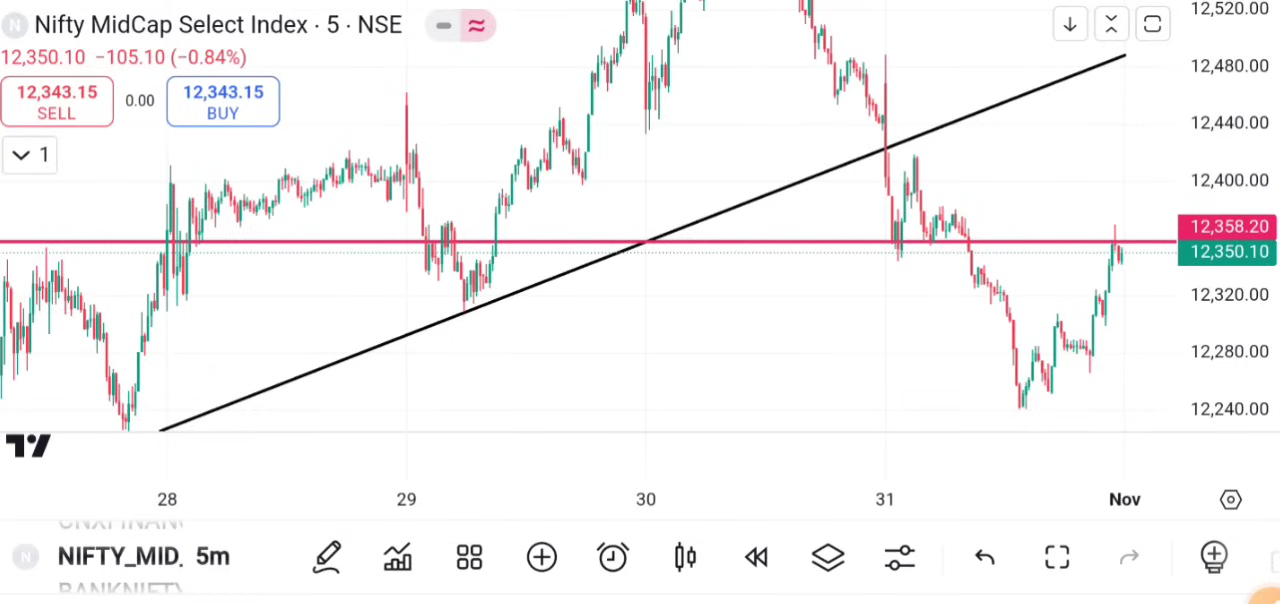 N Nifty MidCap Select Index · 5 · NSE
12,350.10 −105.10 (−0.84%)
12,343.15
SELL
0.00
12,343.15
BUY
1
12,520.00
12,480.00
12,440.00
12,400.00
12,358.20
12,350.10
12,320.00
12,280.00
12,240.00
28 29 30 31 Nov
N NIFTY_MID. 5m